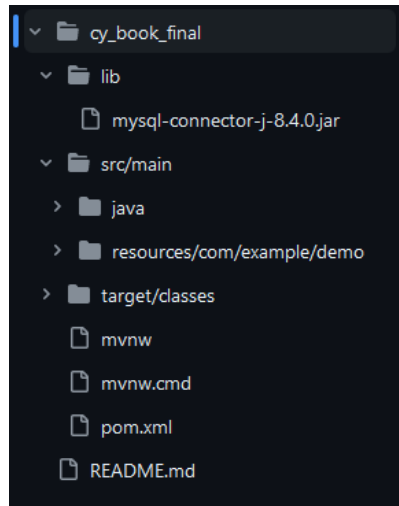 cy_book_final
lib
mysql-connector-j-8.4.0.jar
src/main
java
resources/com/example/demo
target/classes
mvnw
mvnw.cmd
pom.xml
README.md